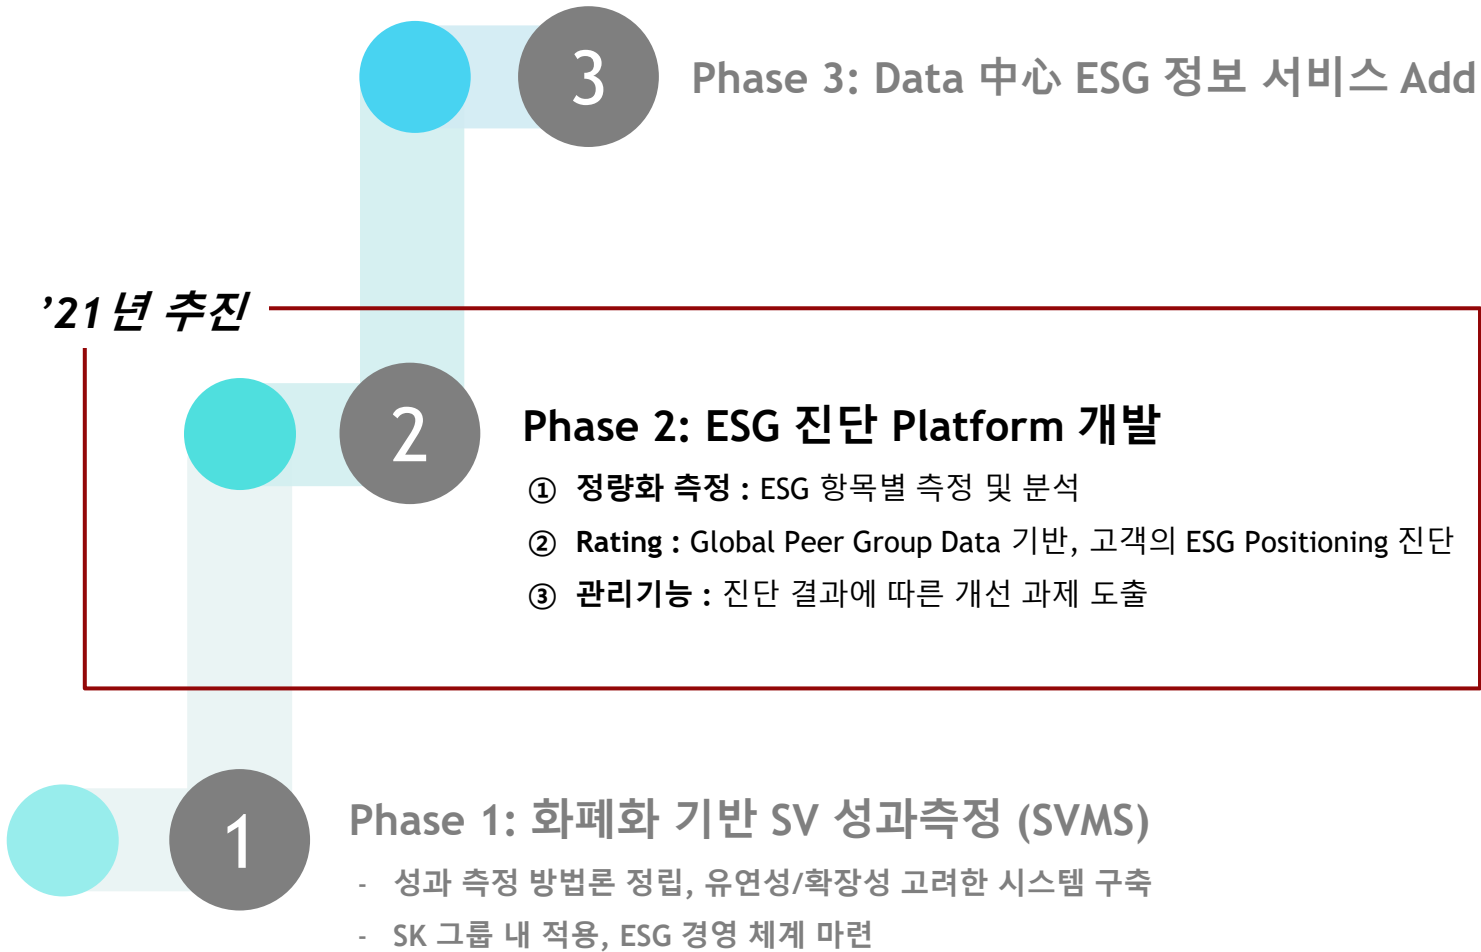 3
Phase 3: Data 中心 ESG 정보 서비스 Add
’21년 추진
2
Phase 2: ESG 진단 Platform 개발
① 정량화 측정 : ESG 항목별 측정 및 분석
② Rating : Global Peer Group Data 기반, 고객의 ESG Positioning 진단
③ 관리기능 : 진단 결과에 따른 개선 과제 도출
1
Phase 1: 화폐화 기반 SV 성과측정 (SVMS)
- 성과 측정 방법론 정립, 유연성/확장성 고려한 시스템 구축
- SK 그룹 내 적용, ESG 경영 체계 마련